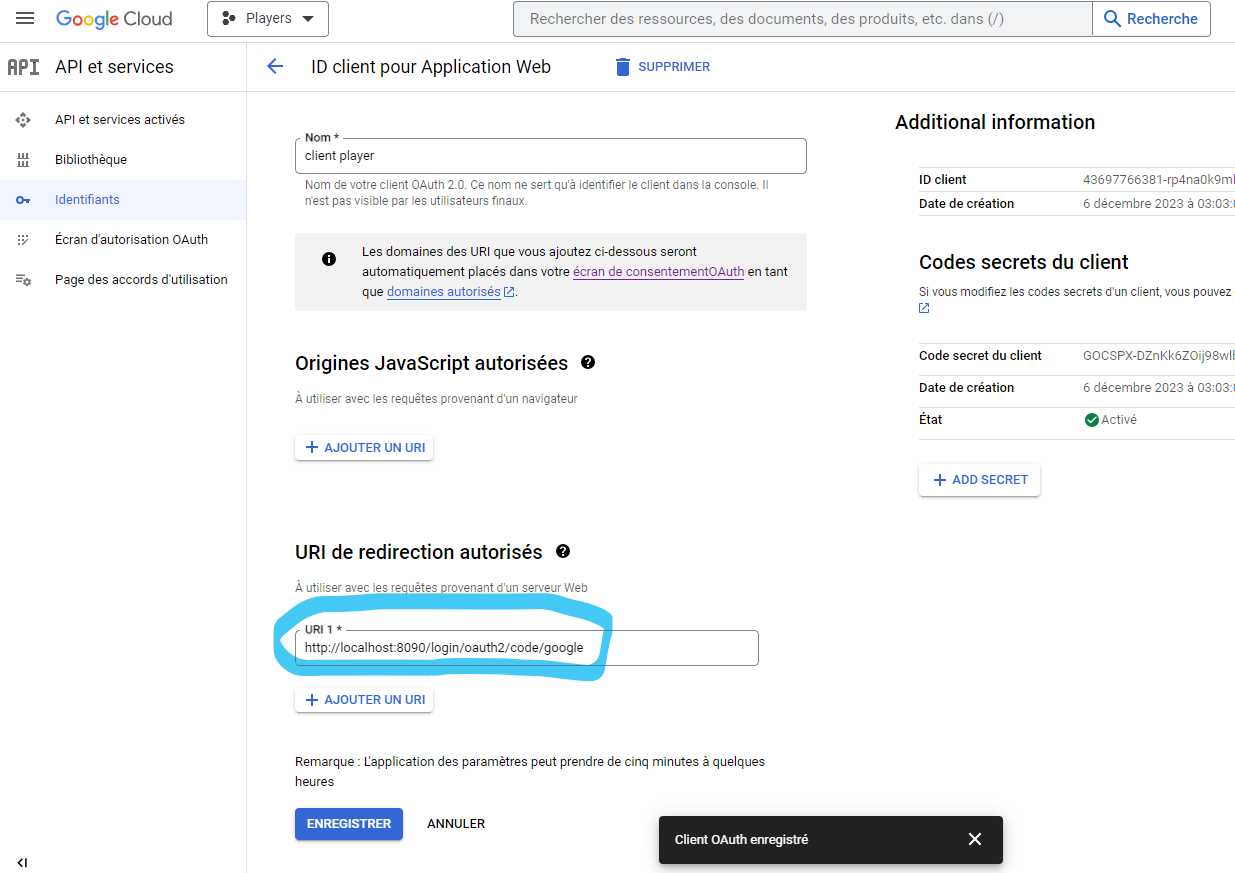 Google Cloud
Players
Rechercher des ressources, des documents, des produits, etc. dans (/)
Recherche
API
API et services
ID client pour Application Web
SUPPRIMER
API et services activés
Bibliothèque
Identifiants
Écran d'autorisation OAuth
Page des accords d'utilisation
Nom *
client player
Nom de votre client OAuth 2.0. Ce nom ne sert qu'à identifier le client dans la console. Il
n'est pas visible par les utilisateurs finaux.
Les domaines des URI que vous ajoutez ci-dessous seront
automatiquement placés dans votre écran de consentementOAuth en tant
que domaines autorisés.
Origines JavaScript autorisées
À utiliser avec les requêtes provenant d'un navigateur
AJOUTER UN URI
URI de redirection autorisés
À utiliser avec les requêtes provenant d'un serveur Web
URI 1 *
http://localhost:8090/login/oauth2/code/google
AJOUTER UN URI
Remarque : L'application des paramètres peut prendre de cinq minutes à quelques
heures
ENREGISTRER
ANNULER
Additional information
ID client 43697766381-rp4na0k9m
Date de création 6 décembre 2023 à 03:03:
Codes secrets du client
Si vous modifiez les codes secrets d'un client, vous pouvez
Code secret du client GOCSPX-DZnKk6ZOij98wl
Date de création 6 décembre 2023 à 03:03:
État Activé
ADD SECRET
Client OAuth enregistré